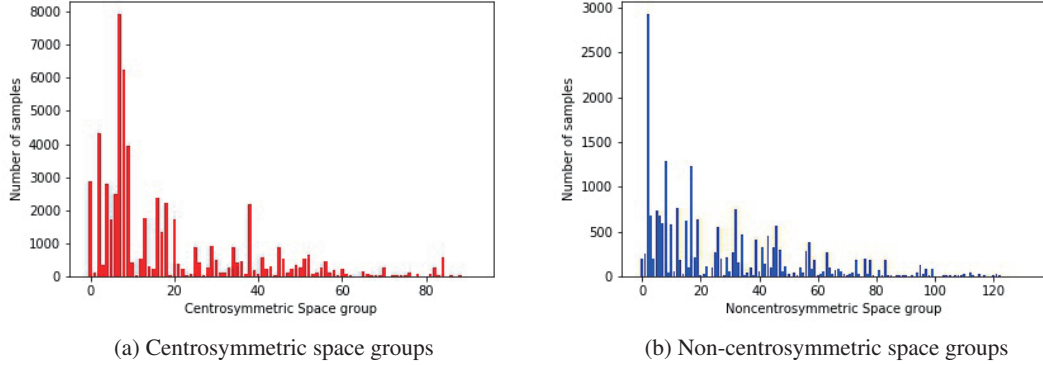 8000
7000
6000
5000
4000
3000
2000
1000
0
Number of samples
0 20 40 60 80
Centrosymmetric Space group
(a) Centrosymmetric space groups
3000
2500
2000
1500
1000
500
0
Number of samples
0 20 40 60 80 100 120
Noncentrosymmetric Space group
(b) Non-centrosymmetric space groups